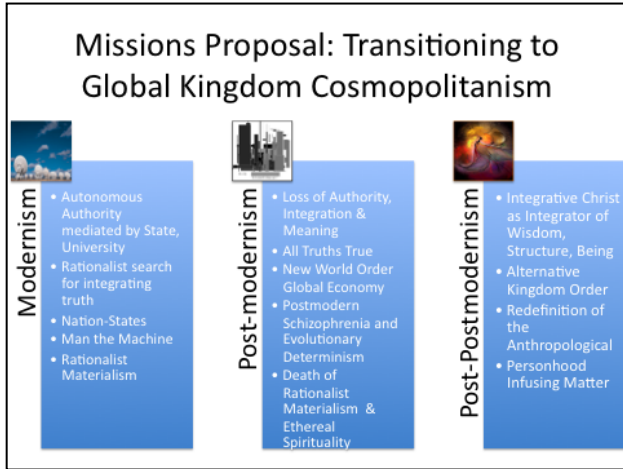 Missions Proposal: Transitioning to
Global Kingdom Cosmopolitanism
Modernism
• Autonomous
Authority
mediated by State,
University
• Rationalist search
for integrating
truth
• Nation-States
• Man the Machine
• Rationalist
Materialism
Post-modernism
• Loss of Authority,
Integration &
Meaning
• All Truths True
• New World Order
Global Economy
• Postmodern
Schizophrenia and
Evolutionary
Determinism
• Death of
Rationalist
Materialism &
Ethereal
Spirituality
Post-Postmodernism
• Integrative Christ
as Integrator of
Wisdom,
Structure, Being
• Alternative
Kingdom Order
• Redefinition of
the
Anthropological
• Personhood
Infusing Matter